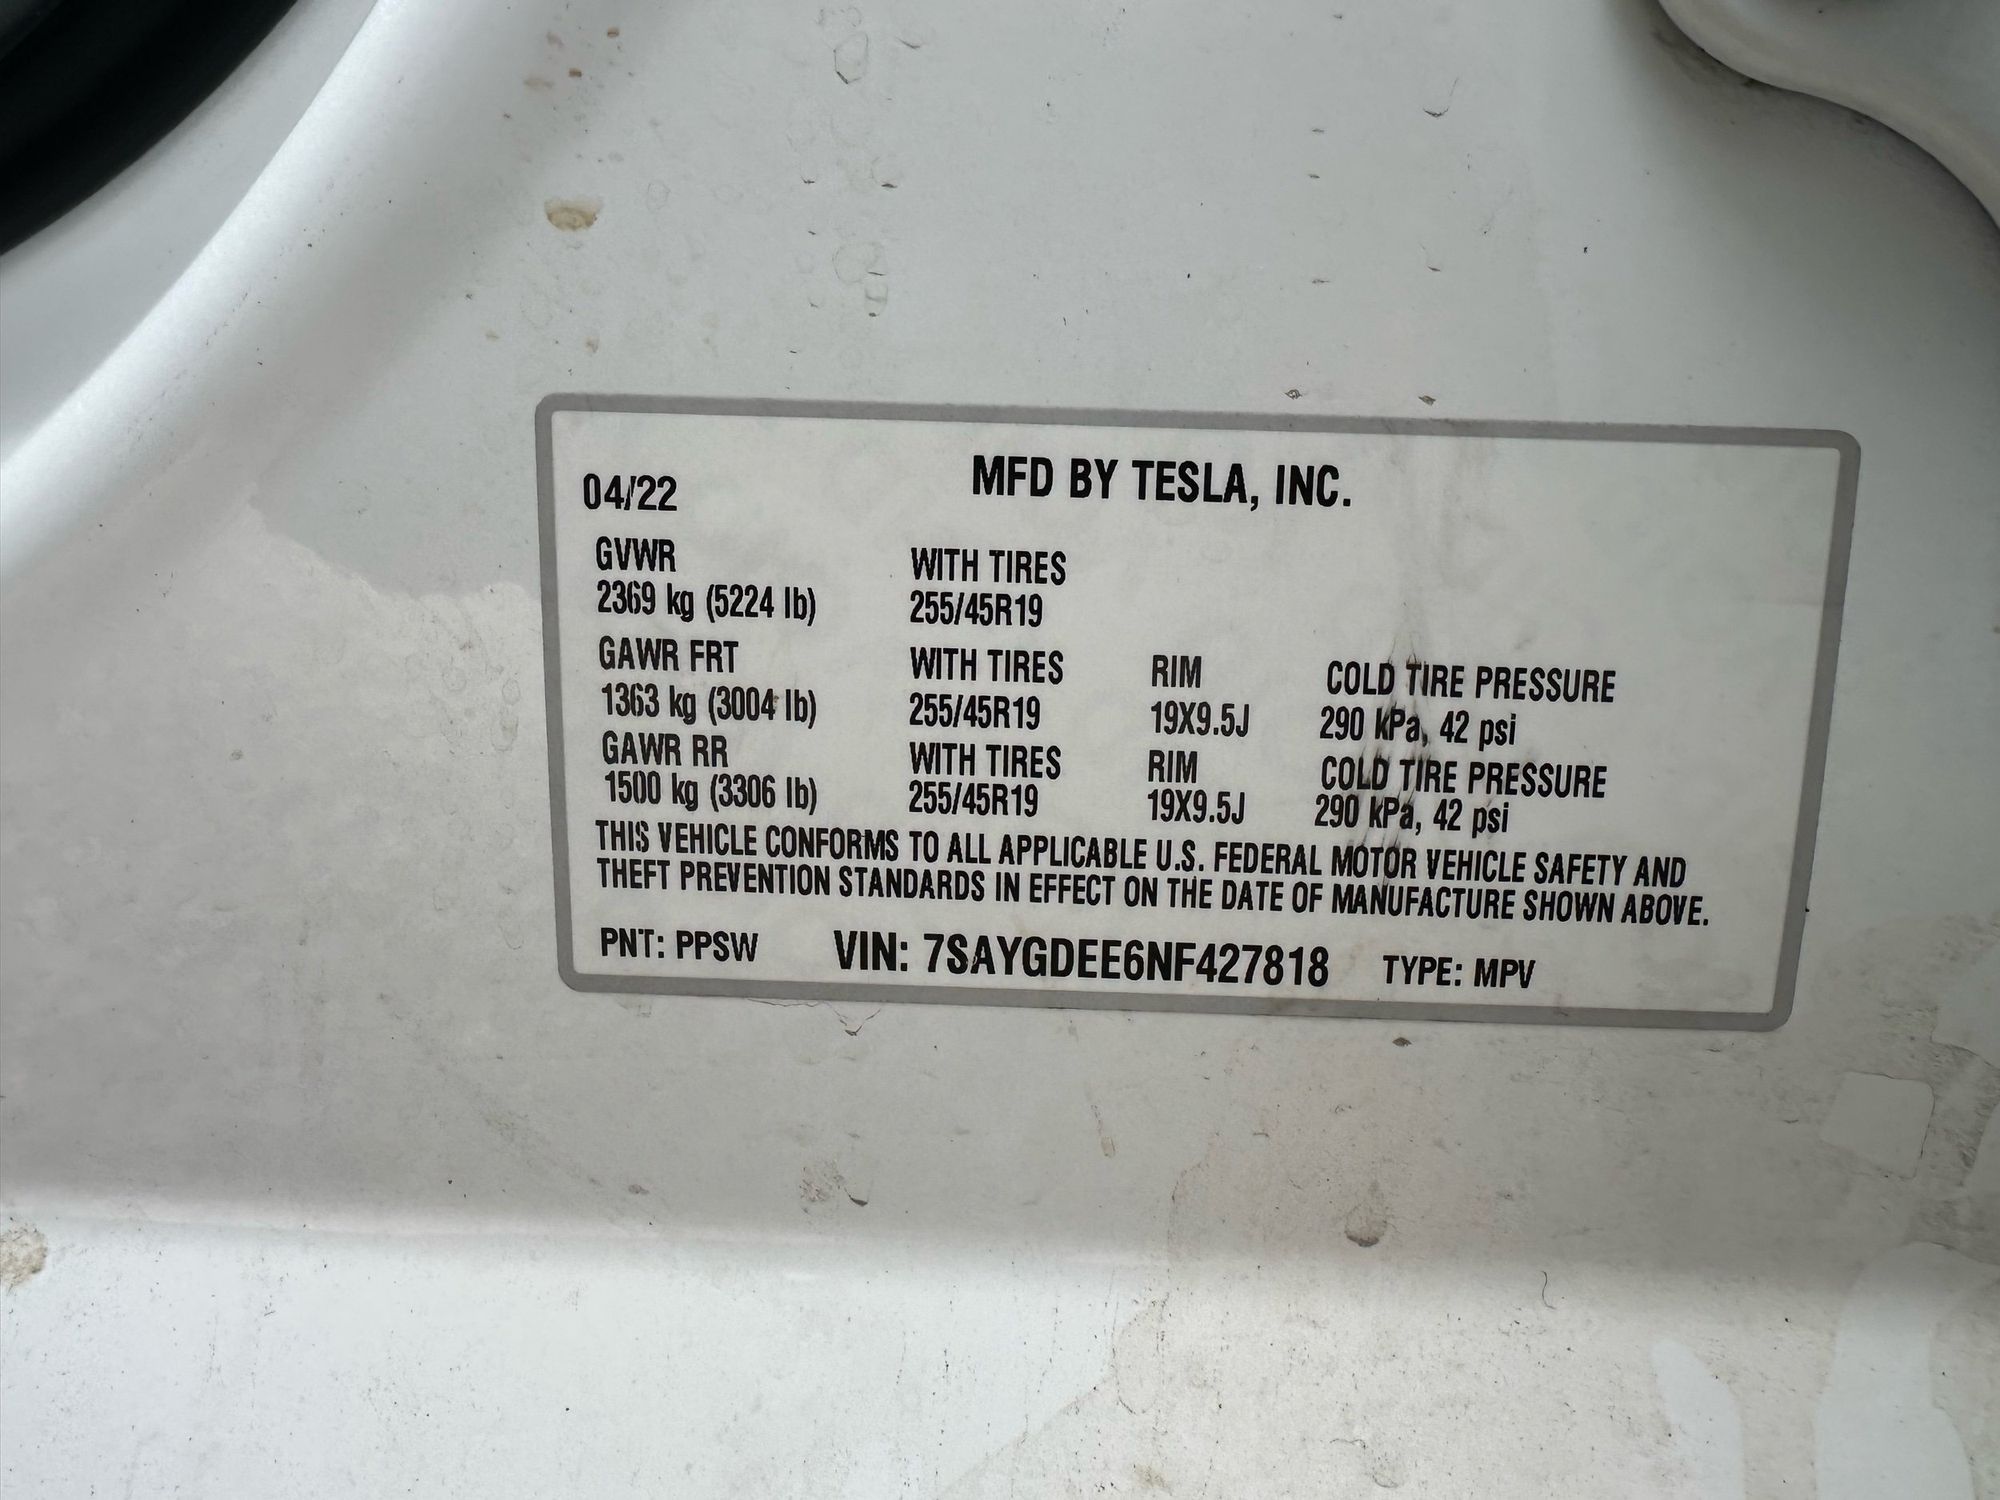 04/22 MFD BY TESLA, INC.
GVWR WITH TIRES
2369 kg (5224 lb) 255/45R19
GAWR FRT WITH TIRES RIM COLD TIRE PRESSURE
1363 kg (3004 lb) 255/45R19 19X9.5J 290 kPa, 42 psi
GAWR RR WITH TIRES RIM COLD TIRE PRESSURE
1500 kg (3306 lb) 255/45R19 19X9.5J 290 kPa, 42 psi
THIS VEHICLE CONFORMS TO ALL APPLICABLE U.S. FEDERAL MOTOR VEHICLE SAFETY AND
THEFT PREVENTION STANDARDS IN EFFECT ON THE DATE OF MANUFACTURE SHOWN ABOVE.
PNT: PPSW VIN: 7SAYGDEE6NF427818 TYPE: MPV